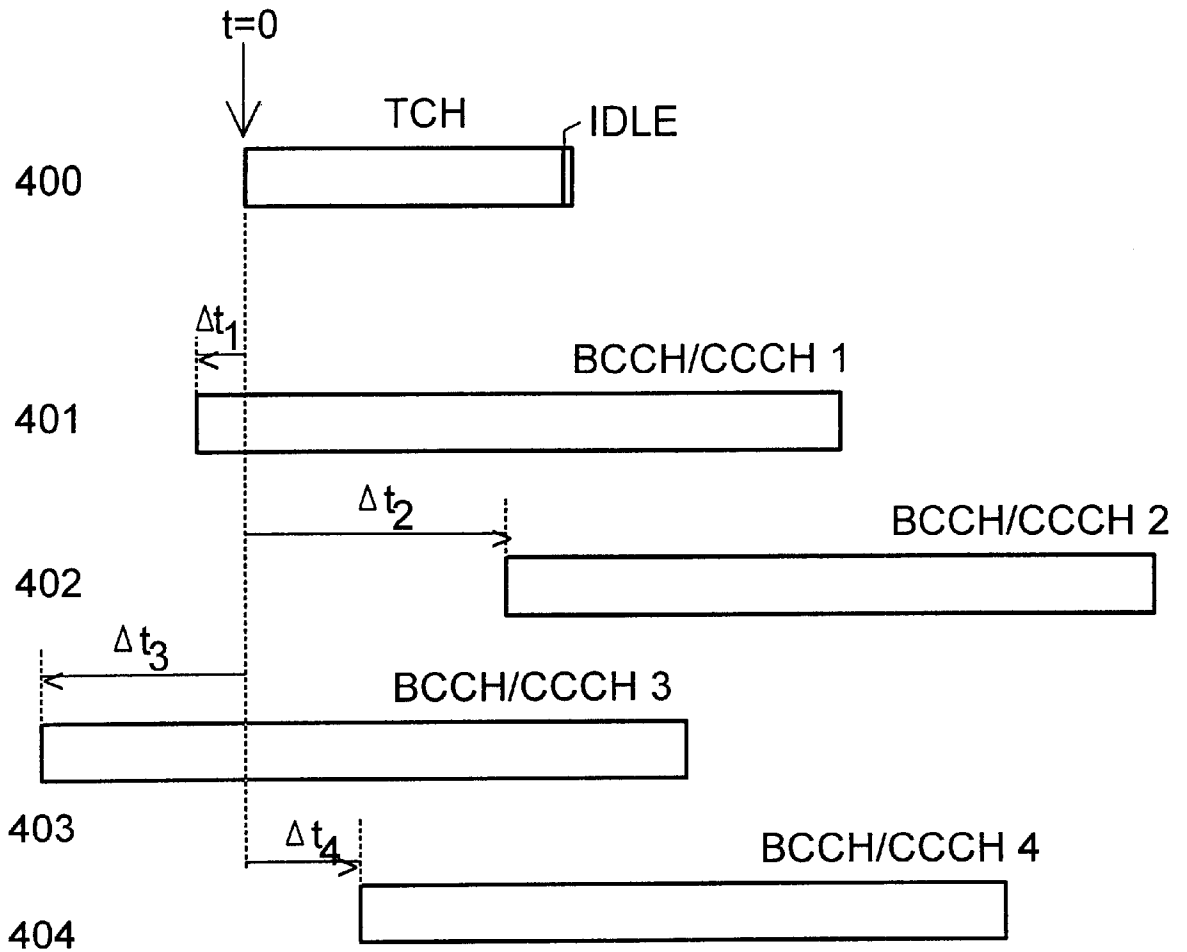 t=0
TCH
IDLE
400
Δt1
BCCH/CCCH 1
401
Δt2
BCCH/CCCH 2
402
Δt3
BCCH/CCCH 3
403
Δt4
BCCH/CCCH 4
404